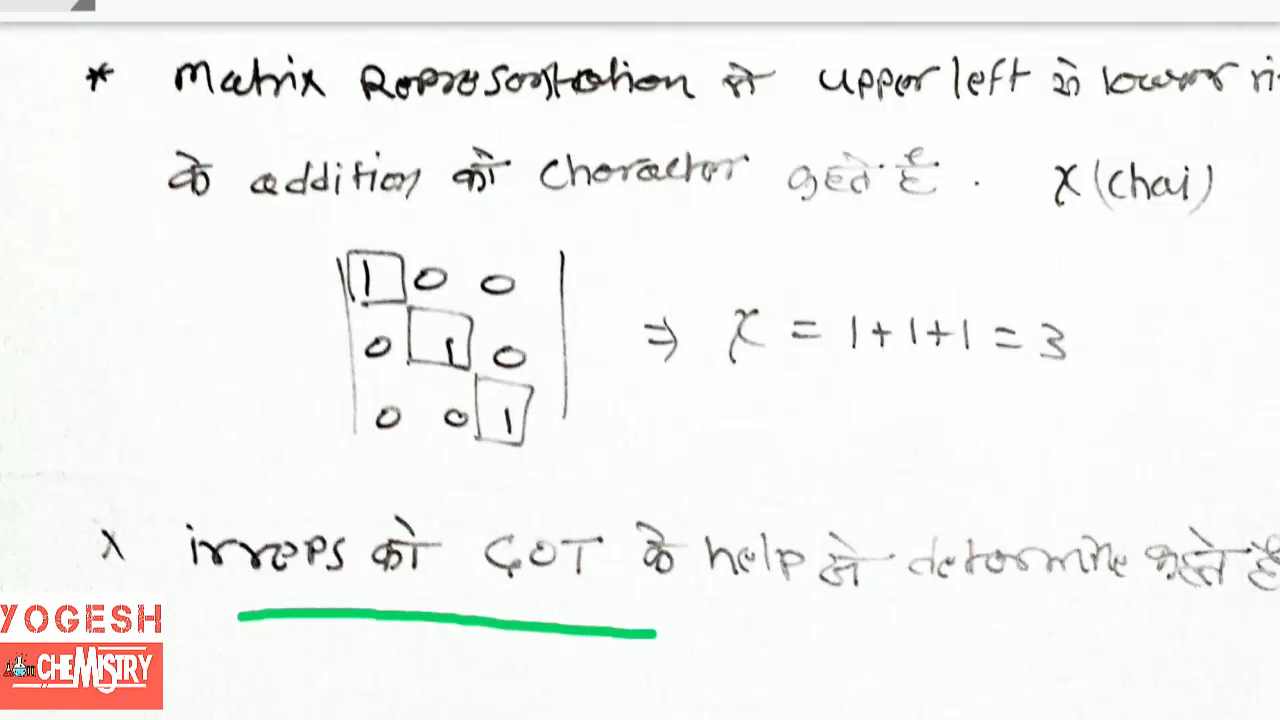 * Matrix Representation में upper left से lower ri
के addition को character कहते है. χ (chai)
1 0 0
0 1 0 ⇒ χ = 1+1+1 = 3
0 0 1
x irreps को GOT के help से determine करते है
YOGESH
CHEMISTRY